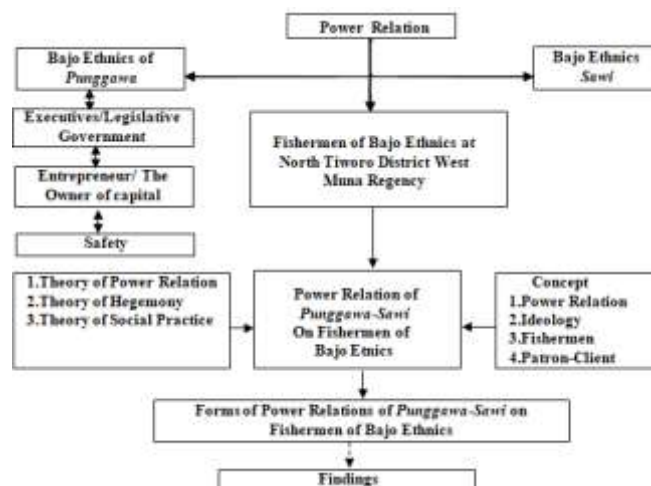 Power Relation
Bajo Ethnics of
Punggawa
Bajo Ethnics
Sawi
Executives/Legislative
Government
Fishermen of Bajo Ethnics at
North Tiworo District West
Muna Regency
Entrepreneur/ The
Owner of capital
Safety
1.Theory of Power Relation
2.Theory of Hegemony
3.Theory of Social Practice
Power Relation of
Punggawa-Sawi
On Fishermen of
Bajo Etnics
Concept
1.Power Relation
2.Ideology
3.Fishermen
4.Patron-Client
Forms of Power Relations of Punggawa-Sawi on
Fishermen of Bajo Ethnics
Findings